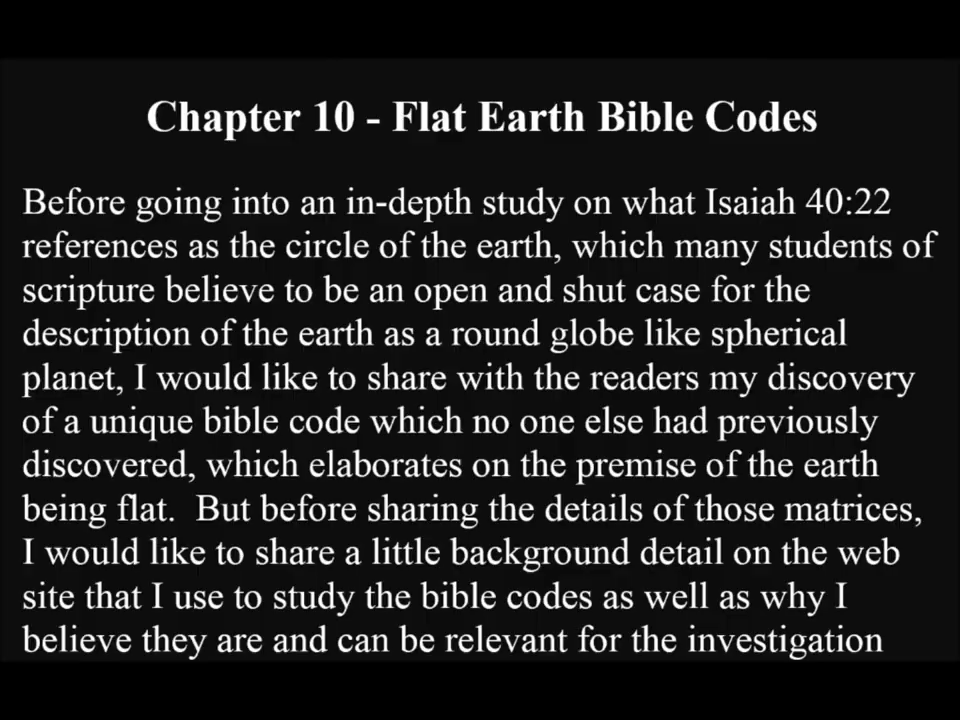 Chapter 10 - Flat Earth Bible Codes
Before going into an in-depth study on what Isaiah 40:22
references as the circle of the earth, which many students of
scripture believe to be an open and shut case for the
description of the earth as a round globe like spherical
planet, I would like to share with the readers my discovery
of a unique bible code which no one else had previously
discovered, which elaborates on the premise of the earth
being flat.  But before sharing the details of those matrices,
I would like to share a little background detail on the web
site that I use to study the bible codes as well as why I
believe they are and can be relevant for the investigation